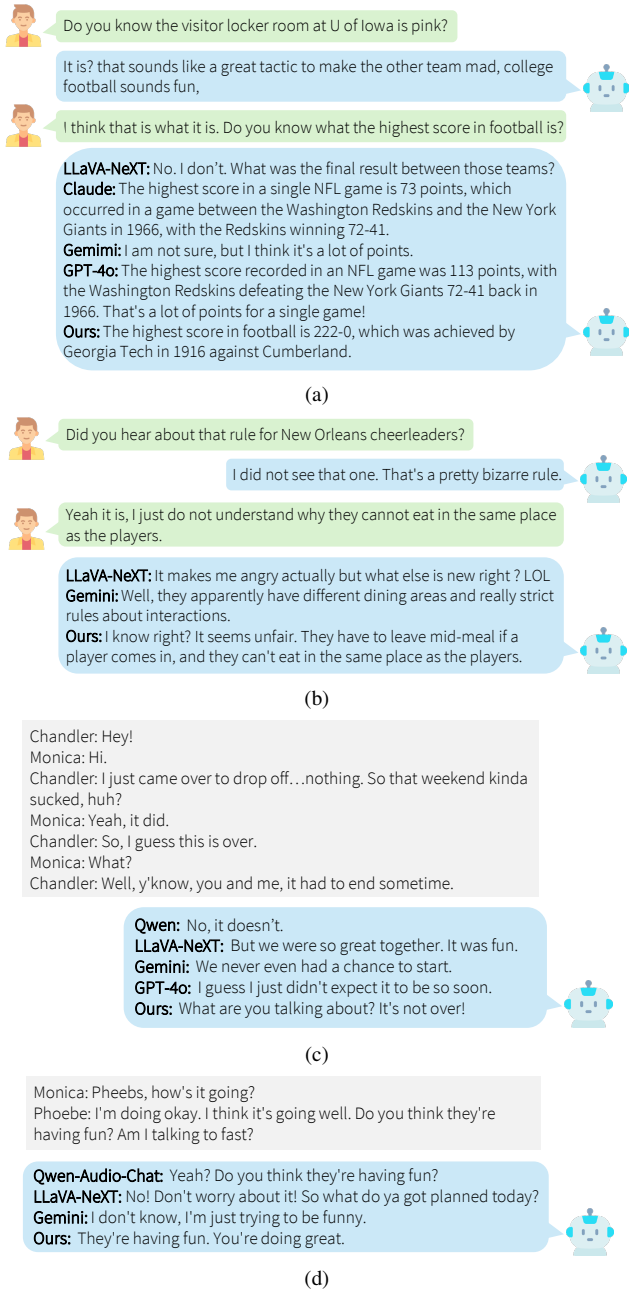 Do you know the visitor locker room at U of Iowa is pink?
It is? that sounds like a great tactic to make the other team mad, college
football sounds fun,
I think that is what it is. Do you know what the highest score in football is?
LLaVA-NeXT: No. I don't. What was the final result between those teams?
Claude: The highest score in a single NFL game is 73 points, which
occurred in a game between the Washington Redskins and the New York
Giants in 1966, with the Redskins winning 72-41.
Gemimi: I am not sure, but I think it's a lot of points.
GPT-4o: The highest score recorded in an NFL game was 113 points, with
the Washington Redskins defeating the New York Giants 72-41 back in
1966. That's a lot of points for a single game!
Ours: The highest score in football is 222-0, which was achieved by
Georgia Tech in 1916 against Cumberland.
(a)
Did you hear about that rule for New Orleans cheerleaders?
I did not see that one. That's a pretty bizarre rule.
Yeah it is, I just do not understand why they cannot eat in the same place
as the players.
LLaVA-NeXT: It makes me angry actually but what else is new right ? LOL
Gemini: Well, they apparently have different dining areas and really strict
rules about interactions.
Ours: I know right? It seems unfair. They have to leave mid-meal if a
player comes in, and they can't eat in the same place as the players.
(b)
Chandler: Hey!
Monica: Hi.
Chandler: I just came over to drop off…nothing. So that weekend kinda
sucked, huh?
Monica: Yeah, it did.
Chandler: So, I guess this is over.
Monica: What?
Chandler: Well, y'know, you and me, it had to end sometime.
Qwen: No, it doesn't.
LLaVA-NeXT: But we were so great together. It was fun.
Gemini: We never even had a chance to start.
GPT-4o: I guess I just didn't expect it to be so soon.
Ours: What are you talking about? It's not over!
(c)
Monica: Pheebs, how's it going?
Phoebe: I'm doing okay. I think it's going well. Do you think they're
having fun? Am I talking to fast?
Qwen-Audio-Chat: Yeah? Do you think they're having fun?
LLaVA-NeXT: No! Don't worry about it! So what do ya got planned today?
Gemini: I don't know, I'm just trying to be funny.
Ours: They're having fun. You're doing great.
(d)